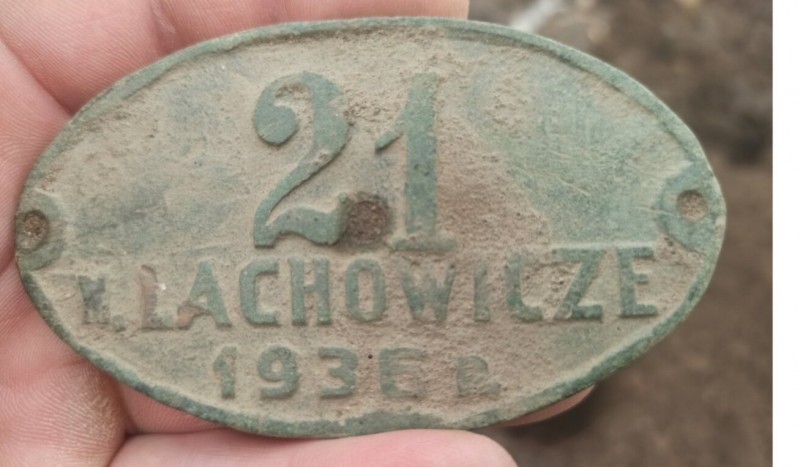 21
M. LACHOWICZE
1936 R.